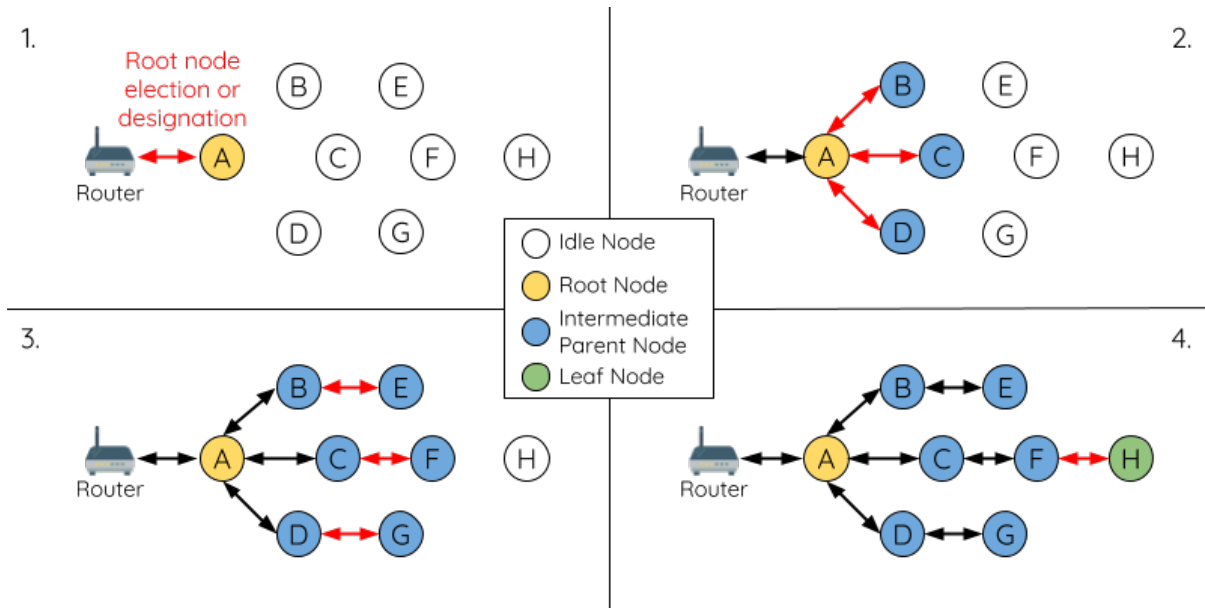 1.
Root node
election or
designation
Router
A
B
E
C
F
H
D
G
2.
Router
A
B
E
C
F
H
D
G
Idle Node
Root Node
Intermediate
Parent Node
Leaf Node
3.
Router
A
B
E
C
F
H
D
G
4.
Router
A
B
E
C
F
H
D
G